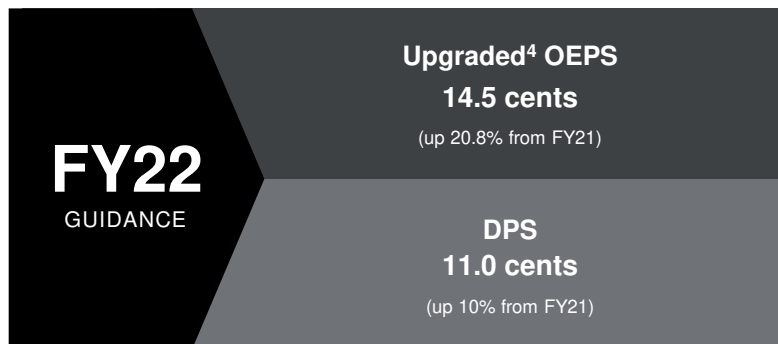 FY22
GUIDANCE
Upgraded⁴ OEPS
14.5 cents
(up 20.8% from FY21)
DPS
11.0 cents
(up 10% from FY21)